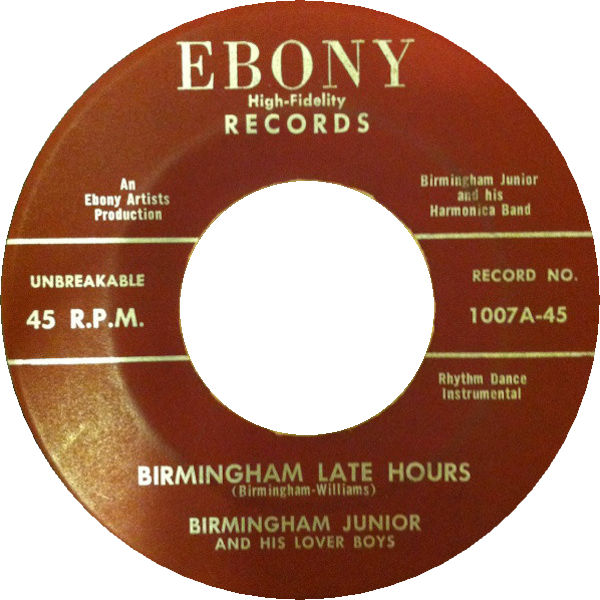 EBONY
High-Fidelity
RECORDS
An
Ebony Artists
Production
Birmingham Junior
and his
Harmonica Band
UNBREAKABLE
45 R.P.M.
RECORD NO.
1007A-45
Rhythm Dance
Instrumental
BIRMINGHAM LATE HOURS
(Birmingham-Williams)
BIRMINGHAM JUNIOR
AND HIS LOVER BOYS